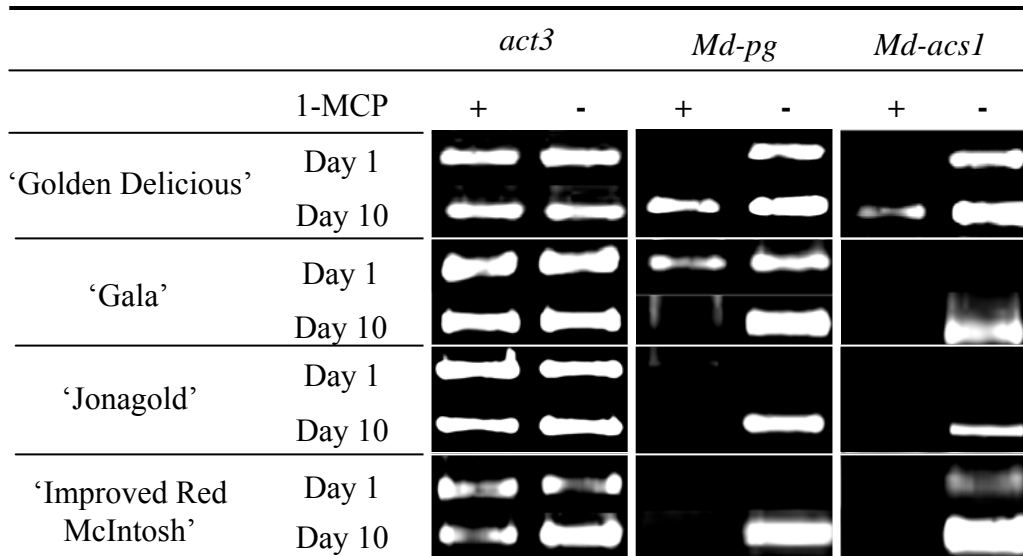 act3 Md-pg Md-acs1
1-MCP + - + - + -
‘Golden Delicious’ Day 1
Day 10
‘Gala’ Day 1
Day 10
‘Jonagold’ Day 1
Day 10
‘Improved Red McIntosh’ Day 1
Day 10